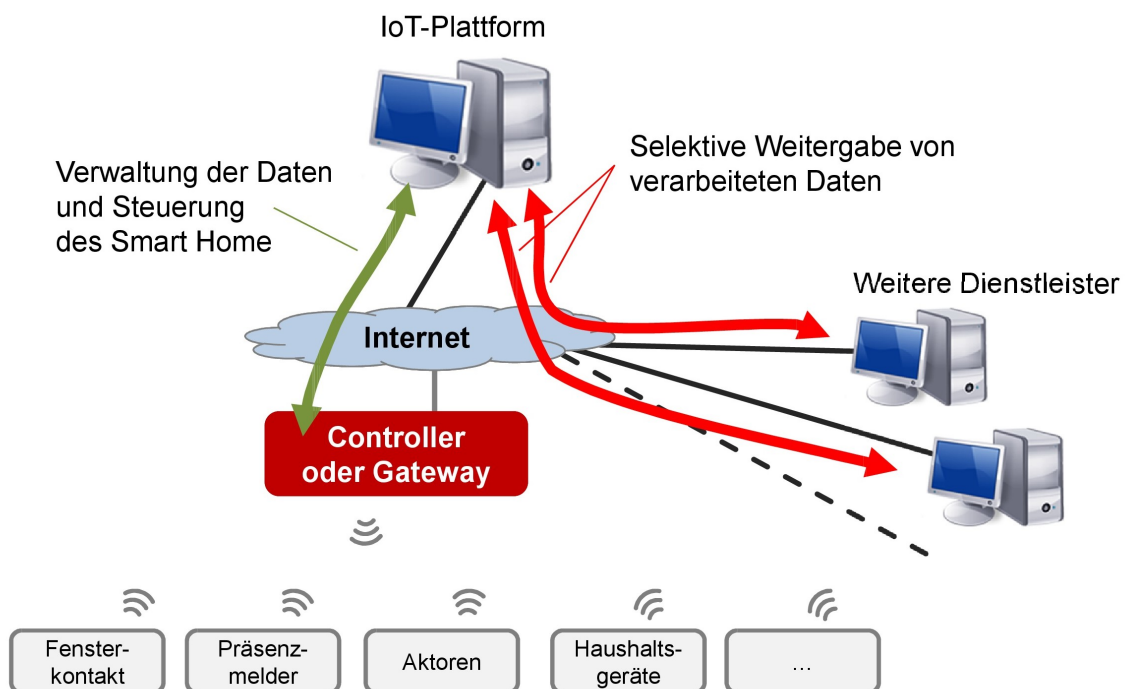 IoT-Plattform
Verwaltung der Daten
und Steuerung
des Smart Home
Selektive Weitergabe von
verarbeiteten Daten
Weitere Dienstleister
Internet
Controller
oder Gateway
Fenster-
kontakt
Präsenz-
melder
Aktoren
Haushalts-
geräte
...